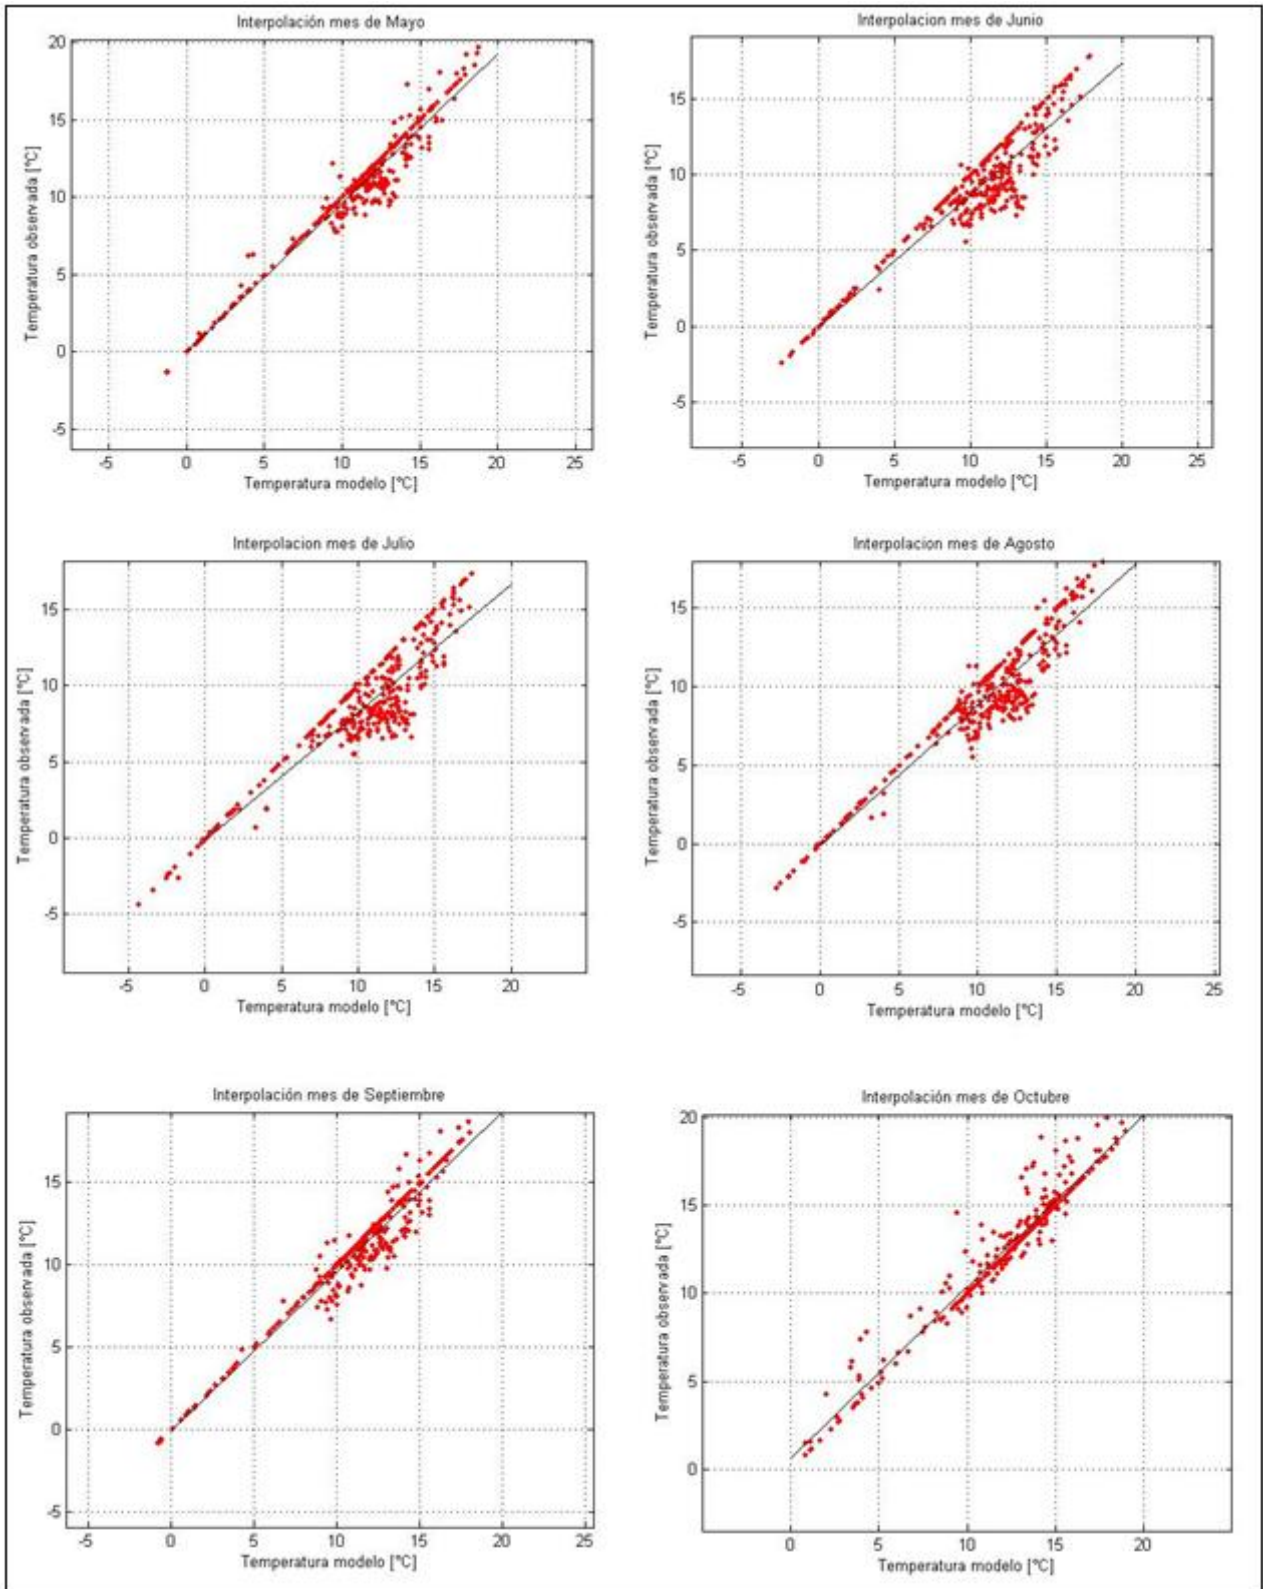 Interpolación mes de Mayo
20
15
10
5
0
-5
Temperatura observada [°C]
-5 0 5 10 15 20 25
Temperatura modelo [°C]
Interpolacion mes de Junio
15
10
5
0
-5
Temperatura observada [°C]
-5 0 5 10 15 20 25
Temperatura modelo [°C]
Interpolacion mes de Julio
15
10
5
0
-5
Temperatura observada [°C]
-5 0 5 10 15 20
Temperatura modelo [°C]
Interpolacion mes de Agosto
15
10
5
0
-5
Temperatura observada [°C]
-5 0 5 10 15 20 25
Temperatura modelo [°C]
Interpolación mes de Septiembre
15
10
5
0
-5
Temperatura observada [°C]
-5 0 5 10 15 20 25
Temperatura modelo [°C]
Interpolación mes de Octubre
20
15
10
5
0
Temperatura observada [°C]
0 5 10 15 20
Temperatura modelo [°C]